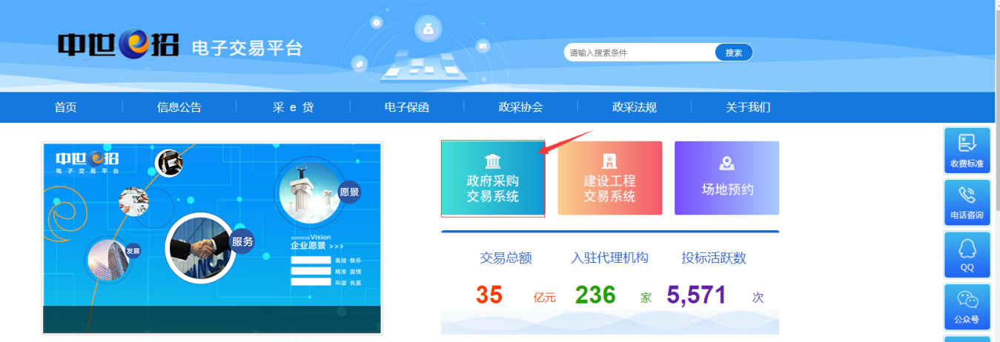 中世e招 电子交易平台
请输入搜索条件
搜索
首页
信息公告
采 e 贷
电子保函
政采协会
政采法规
关于我们
中世e招
电子交易平台
愿景
服务
发展
BUSINESS Vision
企业愿景 >>>
高效 快乐
精准 温情
和谐 共赢
政府采购
交易系统
建设工程
交易系统
场地预约
交易总额
入驻代理机构
投标活跃数
35 亿元
236 家
5,571 次
收费标准
电话咨询
QQ
公众号